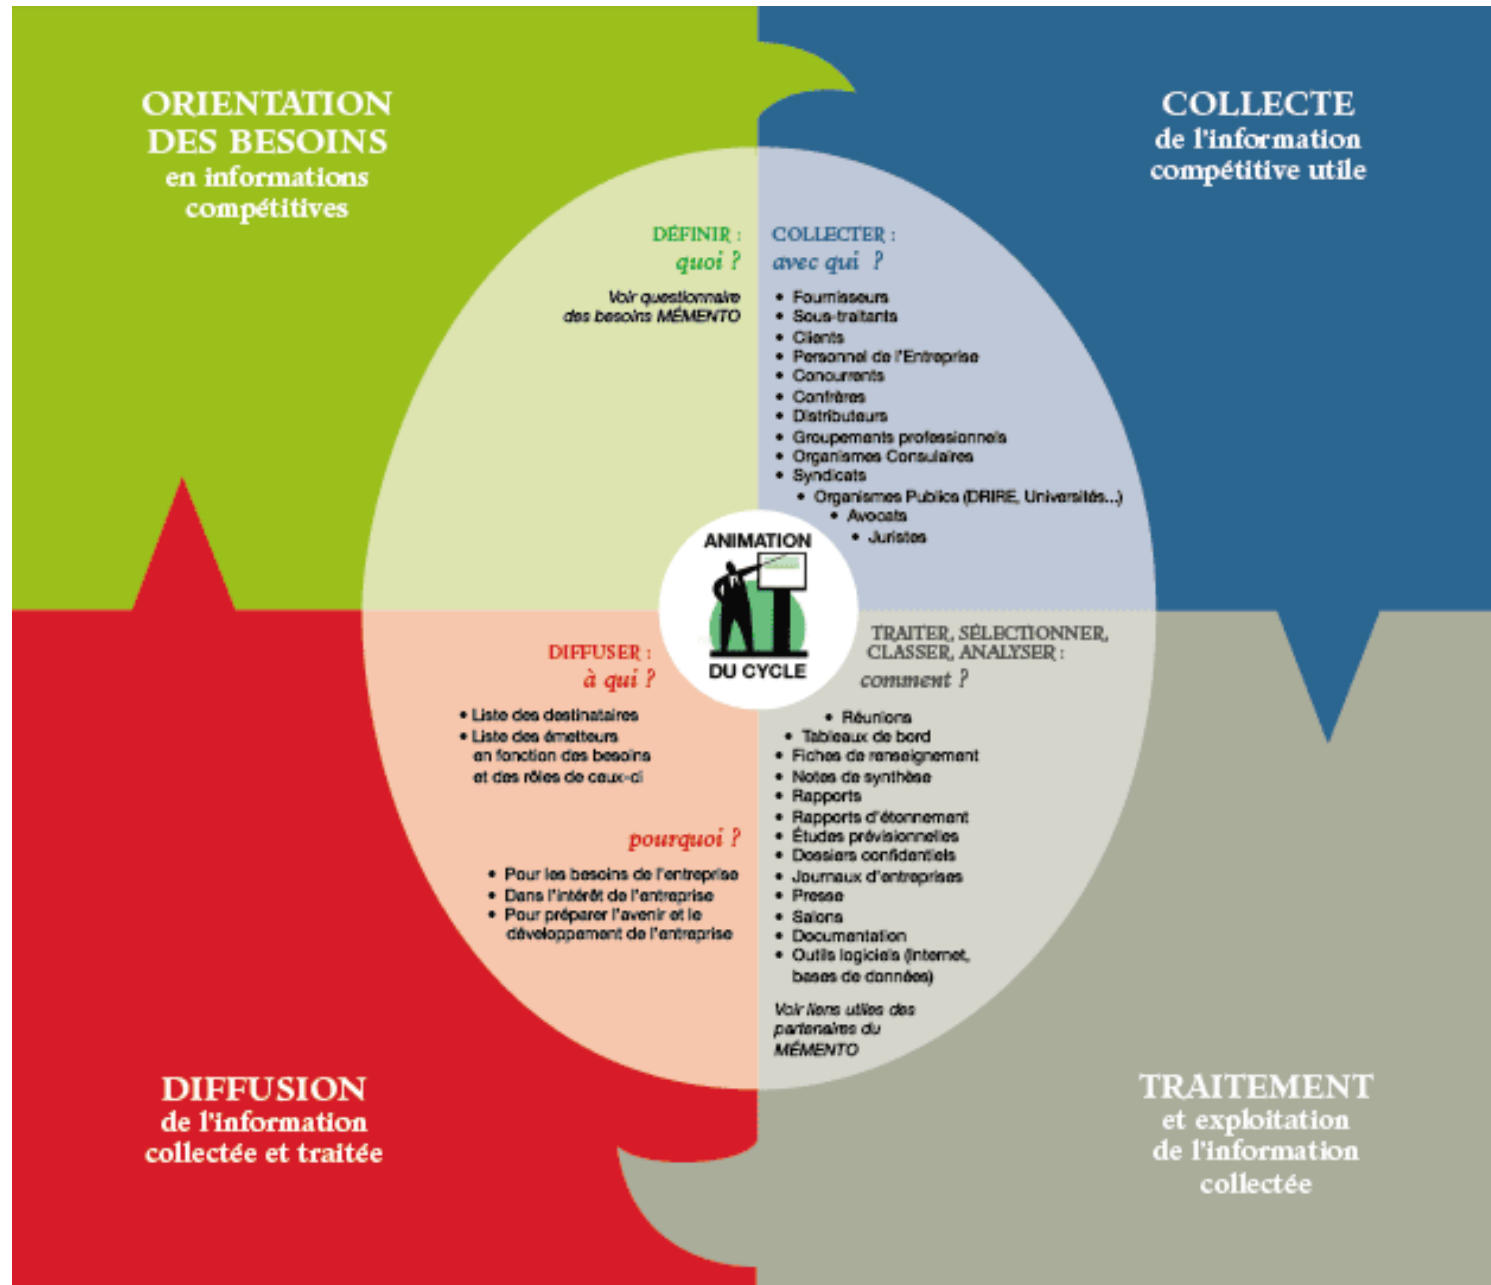 ORIENTATION
DES BESOINS
en informations
compétitives
COLLECTE
de l'information
compétitive utile
DÉFINIR :
quoi ?
Voir questionnaire
des besoins MÉMENTO
COLLECTER :
avec qui ?
• Fournisseurs
• Sous-traitants
• Clients
• Personnel de l'Entreprise
• Concurrents
• Confrères
• Distributeurs
• Groupements professionnels
• Organismes Consulaires
• Syndicats
• Organismes Publics (DRIRE, Universités...)
• Avocats
• Juristes
ANIMATION
DU CYCLE
DIFFUSER :
à qui ?
• Liste des destinataires
• Liste des émetteurs
en fonction des besoins
et des rôles de ceux-ci
pourquoi ?
• Pour les besoins de l'entreprise
• Dans l'intérêt de l'entreprise
• Pour préparer l'avenir et le
développement de l'entreprise
TRAITER, SÉLECTIONNER,
CLASSER, ANALYSER :
comment ?
• Réunions
• Tableaux de bord
• Fiches de renseignement
• Notes de synthèse
• Rapports
• Rapports d'étonnement
• Études prévisionnelles
• Dossiers confidentiels
• Journaux d'entreprises
• Presse
• Salons
• Documentation
• Outils logiciels (Internet,
bases de données)
Voir liens utiles des
partenaires du
MÉMENTO
DIFFUSION
de l'information
collectée et traitée
TRAITEMENT
et exploitation
de l'information
collectée